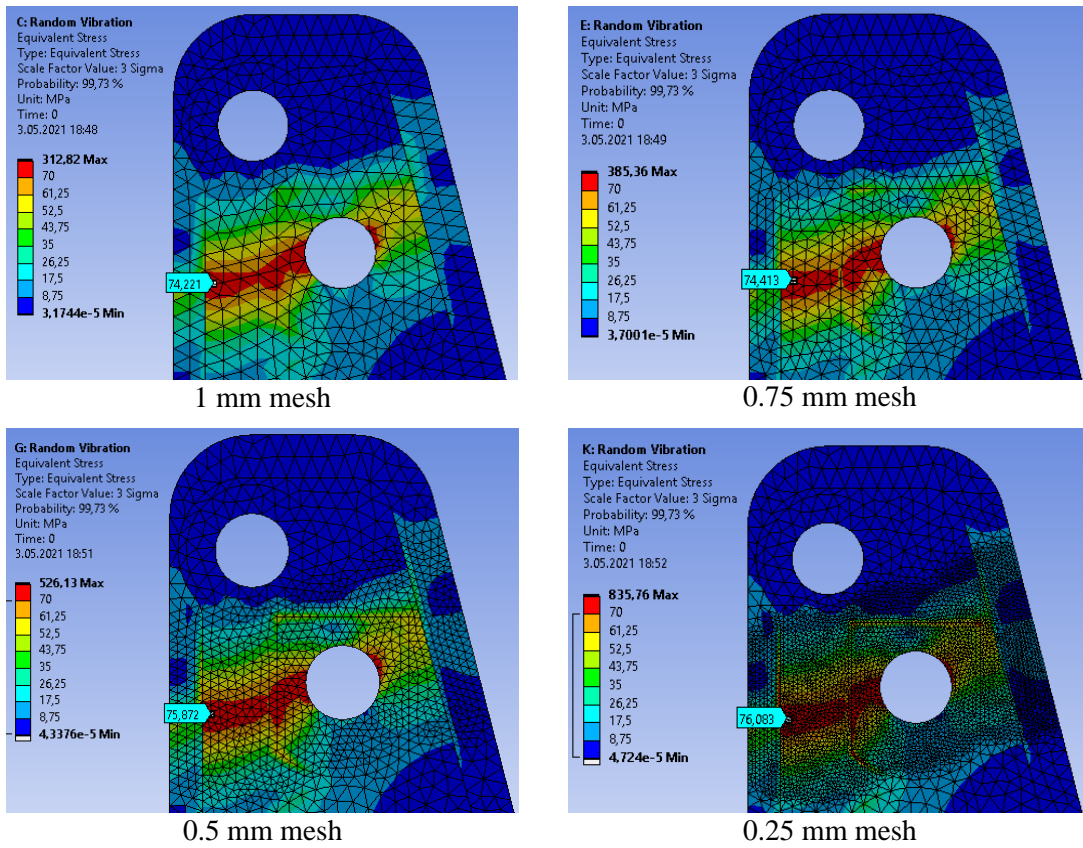 C: Random Vibration
Equivalent Stress
Type: Equivalent Stress
Scale Factor Value: 3 Sigma
Probability: 99,73 %
Unit: MPa
Time: 0
3.05.2021 18:48
312,82 Max
70
61,25
52,5
43,75
35
26,25
17,5
8,75
3,1744e-5 Min
74,221
1 mm mesh
E: Random Vibration
Equivalent Stress
Type: Equivalent Stress
Scale Factor Value: 3 Sigma
Probability: 99,73 %
Unit: MPa
Time: 0
3.05.2021 18:49
385,36 Max
70
61,25
52,5
43,75
35
26,25
17,5
8,75
3,7001e-5 Min
74,413
0.75 mm mesh
G: Random Vibration
Equivalent Stress
Type: Equivalent Stress
Scale Factor Value: 3 Sigma
Probability: 99,73 %
Unit: MPa
Time: 0
3.05.2021 18:51
526,13 Max
70
61,25
52,5
43,75
35
26,25
17,5
8,75
4,3376e-5 Min
75,872
0.5 mm mesh
K: Random Vibration
Equivalent Stress
Type: Equivalent Stress
Scale Factor Value: 3 Sigma
Probability: 99,73 %
Unit: MPa
Time: 0
3.05.2021 18:52
835,76 Max
70
61,25
52,5
43,75
35
26,25
17,5
8,75
4,724e-5 Min
76,083
0.25 mm mesh